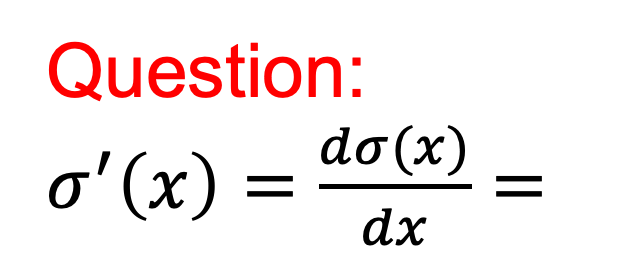 Question:
σ′(x) = dσ(x)/dx =